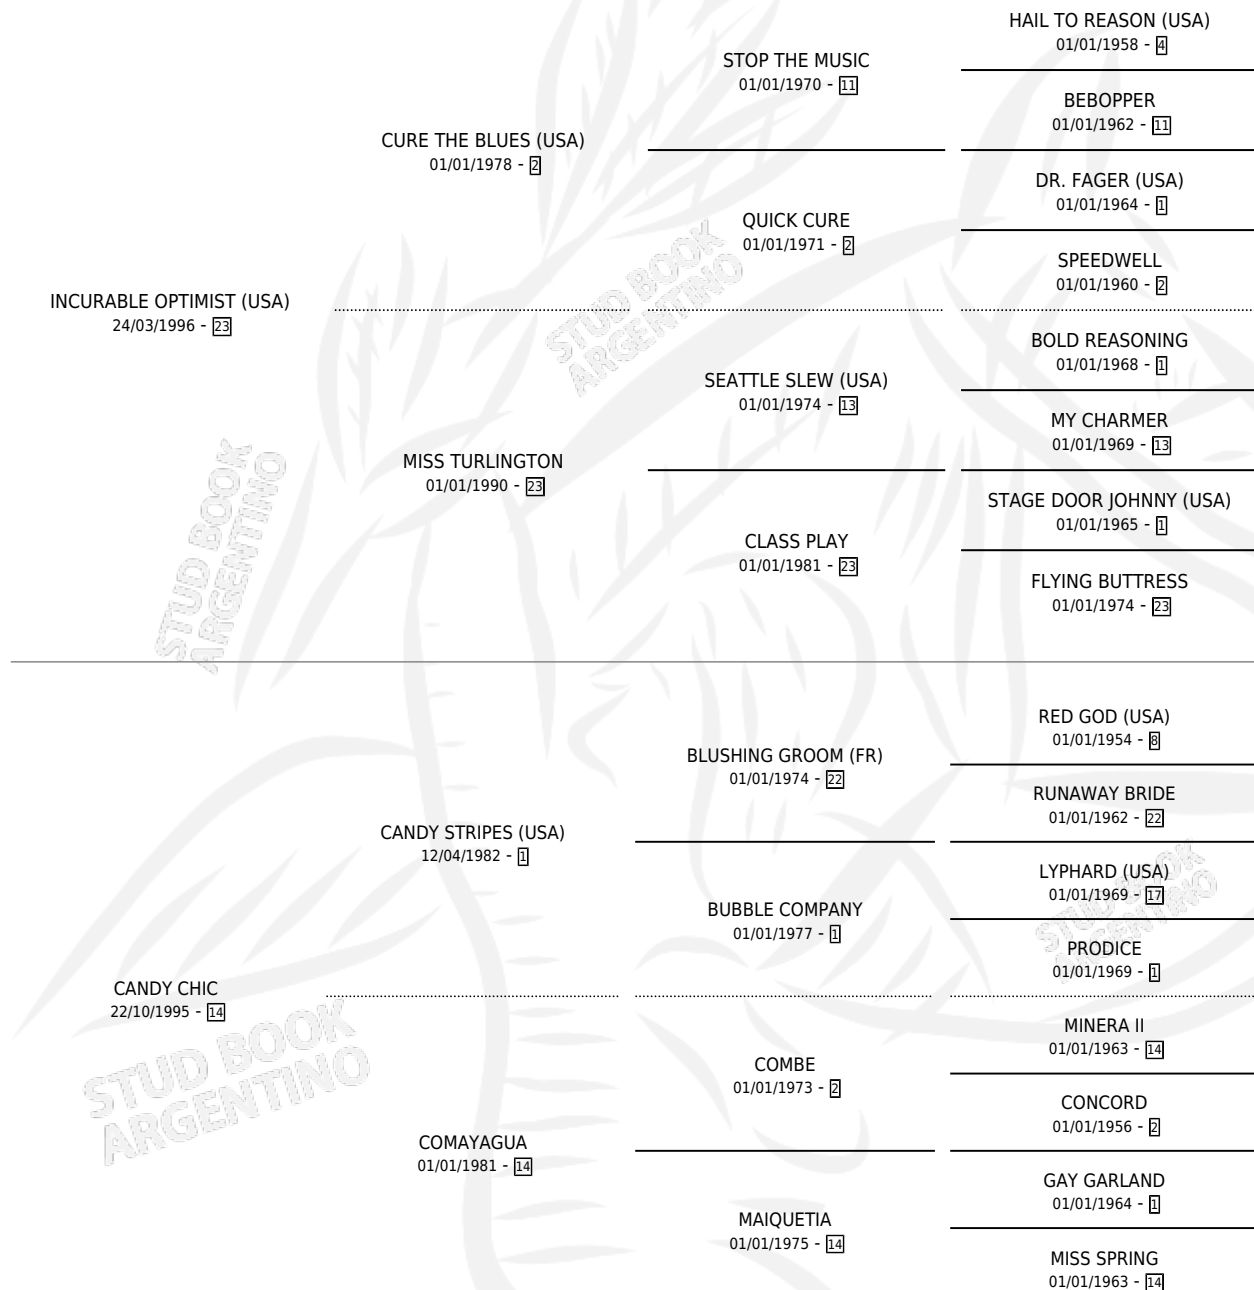 HAIL TO REASON (USA)
01/01/1958 - 4
STOP THE MUSIC
01/01/1970 - 11
BEBOPPER
01/01/1962 - 11
CURE THE BLUES (USA)
01/01/1978 - 2
DR. FAGER (USA)
01/01/1964 - 1
QUICK CURE
01/01/1971 - 2
SPEEDWELL
01/01/1960 - 2
INCURABLE OPTIMIST (USA)
24/03/1996 - 23
BOLD REASONING
01/01/1968 - 1
SEATTLE SLEW (USA)
01/01/1974 - 13
MY CHARMER
01/01/1969 - 13
MISS TURLINGTON
01/01/1990 - 23
STAGE DOOR JOHNNY (USA)
01/01/1965 - 1
CLASS PLAY
01/01/1981 - 23
FLYING BUTTRESS
01/01/1974 - 23
RED GOD (USA)
01/01/1954 - 8
BLUSHING GROOM (FR)
01/01/1974 - 22
RUNAWAY BRIDE
01/01/1962 - 22
CANDY STRIPES (USA)
12/04/1982 - 1
LYPHARD (USA)
01/01/1969 - 17
BUBBLE COMPANY
01/01/1977 - 1
PRODICE
01/01/1969 - 1
CANDY CHIC
22/10/1995 - 14
MINERA II
01/01/1963 - 14
COMBE
01/01/1973 - 2
CONCORD
01/01/1956 - 2
COMAYAGUA
01/01/1981 - 14
GAY GARLAND
01/01/1964 - 1
MAIQUETIA
01/01/1975 - 14
MISS SPRING
01/01/1963 - 14
STUD BOOK
ARGENTINO
STUD BOOK
ARGENTINO
STUD BOOK
ARGENTINO
STUD BOOK
ARGENTINO